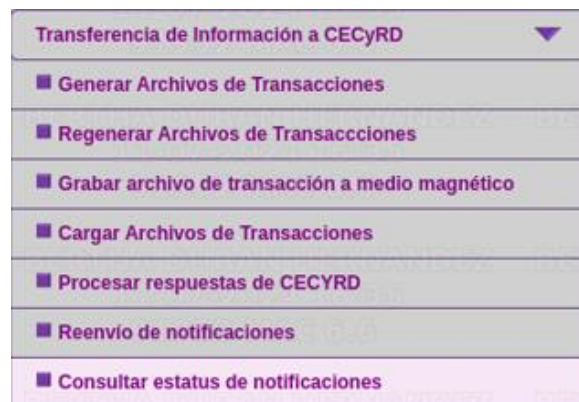 Transferencia de Información a CECyRD
Generar Archivos de Transacciones
Regenerar Archivos de Transaccciones
Grabar archivo de transacción a medio magnético
Cargar Archivos de Transacciones
Procesar respuestas de CECYRD
Reenvío de notificaciones
Consultar estatus de notificaciones